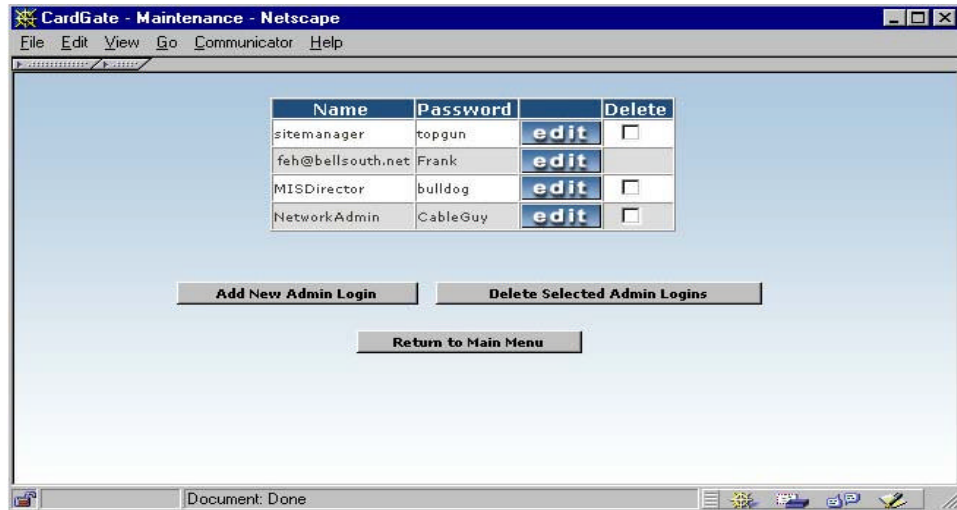 CardGate - Maintenance - Netscape
File Edit View Go Communicator Help
Name Password Delete
sitemanager topgun edit
feh@bellsouth.net Frank edit
MISDirector bulldog edit
NetworkAdmin CableGuy edit
Add New Admin Login Delete Selected Admin Logins
Return to Main Menu
Document: Done